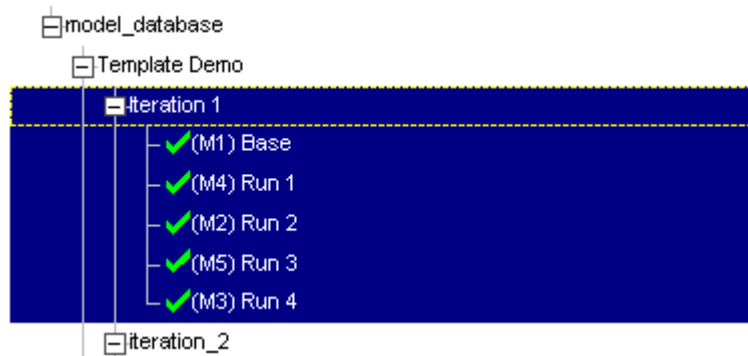 model_database
Template Demo
Iteration 1
(M1) Base
(M4) Run 1
(M2) Run 2
(M5) Run 3
(M3) Run 4
iteration_2